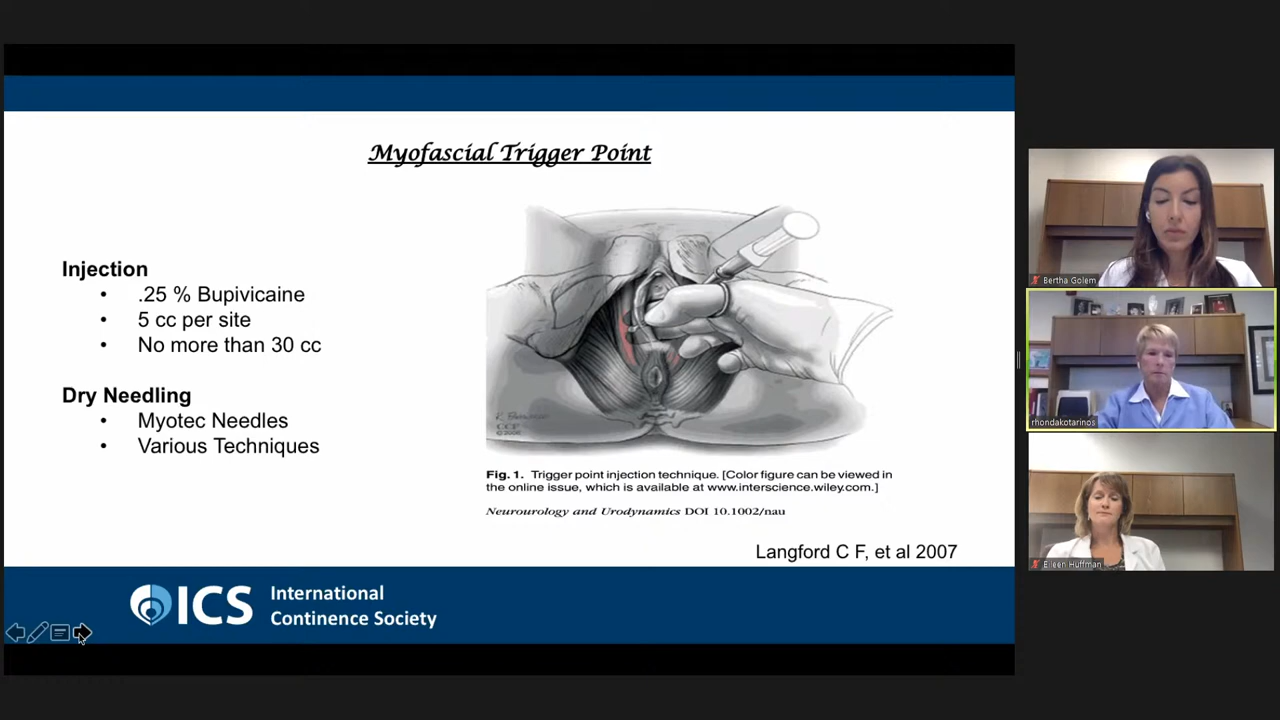 Myofascial Trigger Point
Injection
• .25 % Bupivicaine
• 5 cc per site
• No more than 30 cc
Dry Needling
• Myotec Needles
• Various Techniques
CCF
©2006
Fig. 1. Trigger point injection technique. [Color figure can be viewed in
the online issue, which is available at www.interscience.wiley.com.]
Neurourology and Urodynamics DOI 10.1002/nau
Langford C F, et al 2007
ICS
International
Continence Society
Bertha Golem
rhondakotarinos
Eileen Huffman